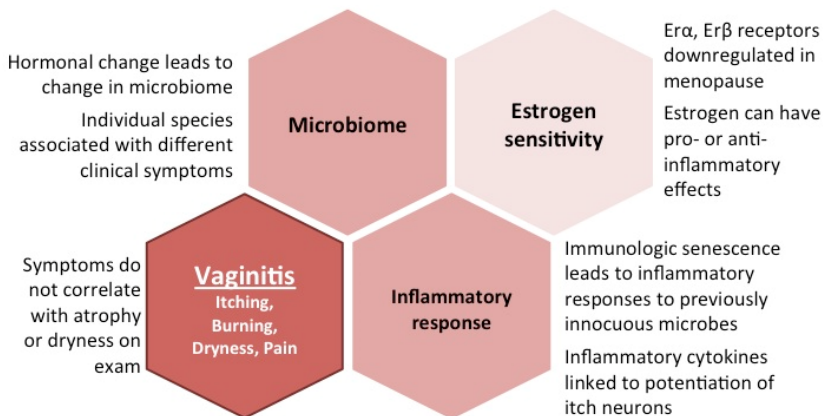 Hormonal change leads to
change in microbiome
Individual species
associated with different
clinical symptoms
Microbiome
Estrogen
sensitivity
Erα, Erβ receptors
downregulated in
menopause
Estrogen can have
pro- or anti-
inflammatory
effects
Symptoms do
not correlate
with atrophy
or dryness on
exam
Vaginitis
Itching,
Burning,
Dryness, Pain
Inflammatory
response
Immunologic senescence
leads to inflammatory
responses to previously
innocuous microbes
Inflammatory cytokines
linked to potentiation of
itch neurons